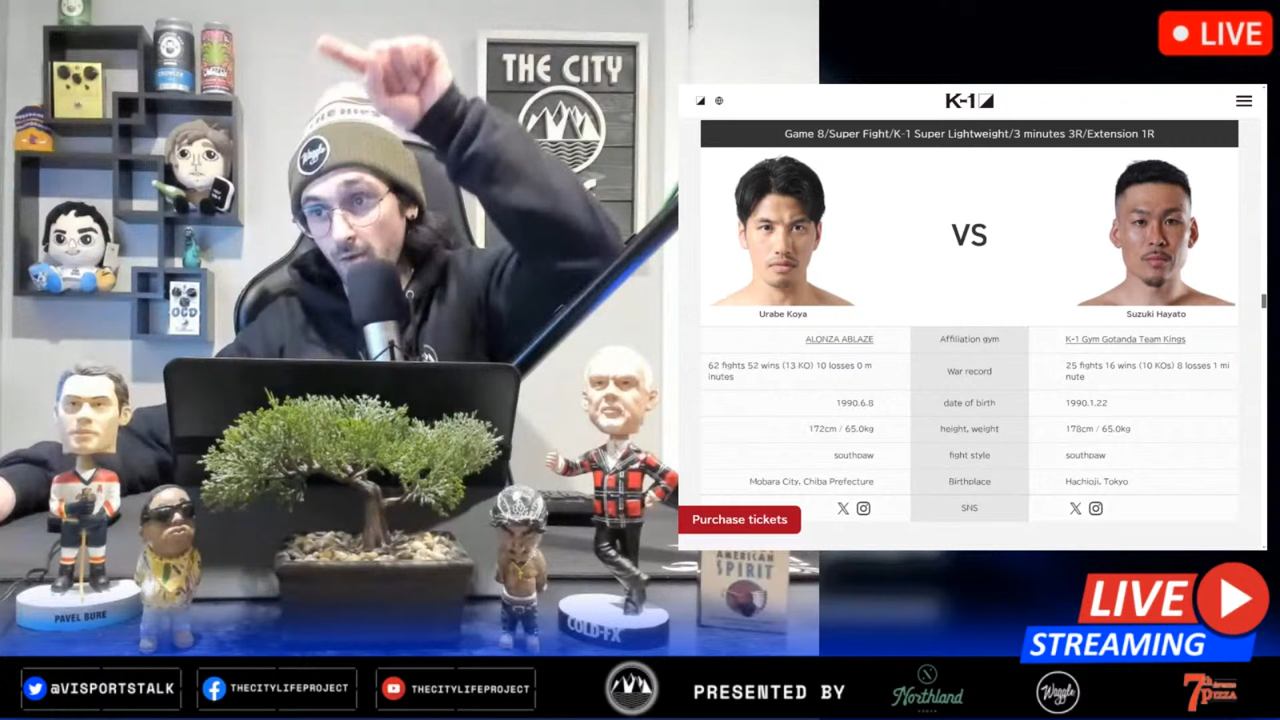 LIVE
THE CITY
Waggle
OCD
K-1
Game 8/Super Fight/K-1 Super Lightweight/3 minutes 3R/Extension 1R
VS
Urabe Koya
Suzuki Hayato
ALONZA ABLAZE
Affiliation gym
K-1 Gym Gotanda Team Kings
62 fights 52 wins (13 KO) 10 losses 0 m
inutes
War record
25 fights 16 wins (10 KOs) 8 losses 1 mi
nute
1990.6.8
date of birth
1990.1.22
172cm / 65.0kg
height, weight
178cm / 65.0kg
southpaw
fight style
southpaw
Mobara City, Chiba Prefecture
Birthplace
Hachioji, Tokyo
SNS
Purchase tickets
AMERICAN
SPIRIT
PAVEL BURE
COLD-FX
LIVE
STREAMING
@VISPORTSTALK
THECITYLIFEPROJECT
THECITYLIFEPROJECT
PRESENTED BY
Northland
Waggle
7th
PIZZA